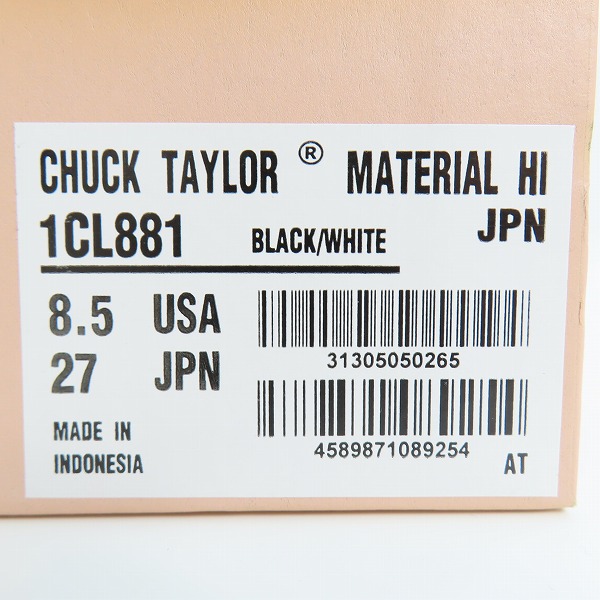 CHUCK TAYLOR ® MATERIAL HI
1CL881 BLACK/WHITE JPN
8.5 USA
27 JPN
31305050265
MADE IN
INDONESIA
4589871089254
AT